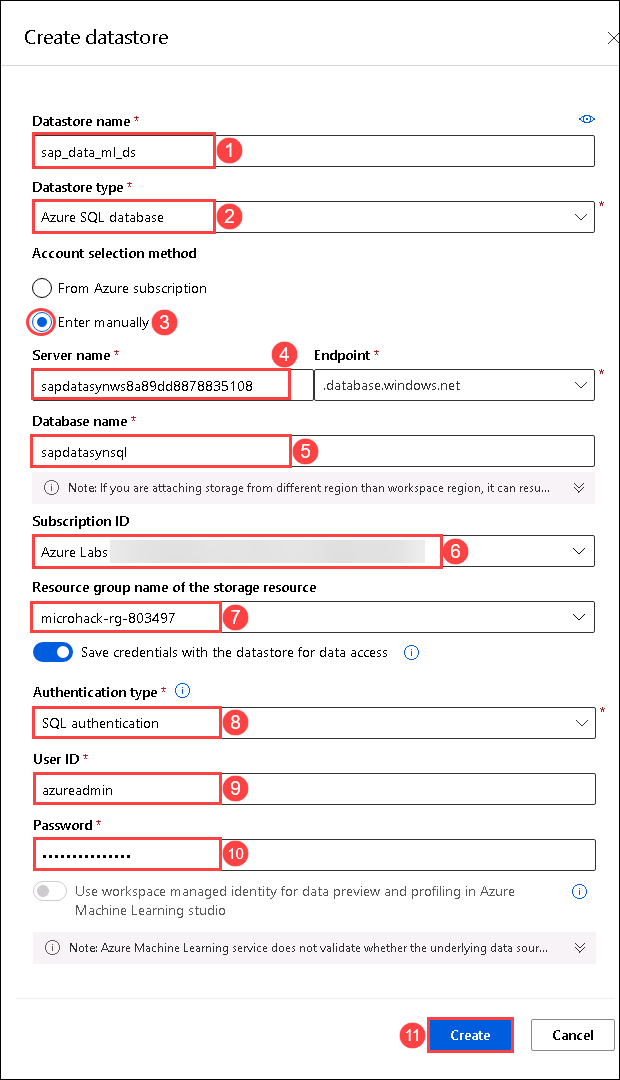 Create datastore
Datastore name *
sap_data_ml_ds 1
Datastore type *
Azure SQL database 2 *
Account selection method
From Azure subscription
Enter manually 3
Server name * 4 Endpoint *
sapdatasynws8a89dd8878835108 .database.windows.net *
Database name *
sapdatasynsql 5
Note: If you are attaching storage from different region than workspace region, it can resu...
Subscription ID
Azure Labs 6
Resource group name of the storage resource
microhack-rg-803497 7
Save credentials with the datastore for data access
Authentication type *
SQL authentication 8 *
User ID *
azureadmin 9
Password *
••••••••••••••• 10
Use workspace managed identity for data preview and profiling in Azure
Machine Learning studio
Note: Azure Machine Learning service does not validate whether the underlying data sour...
11 Create Cancel